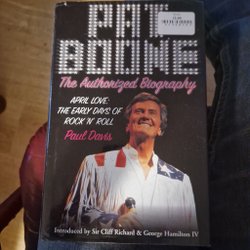 PAT
BOONE
The Authorized Biography
APRIL LOVE:
THE EARLY DAYS OF
ROCK 'N' ROLL
Paul Davis
Introduced by Sir Cliff Richard & George Hamilton IV